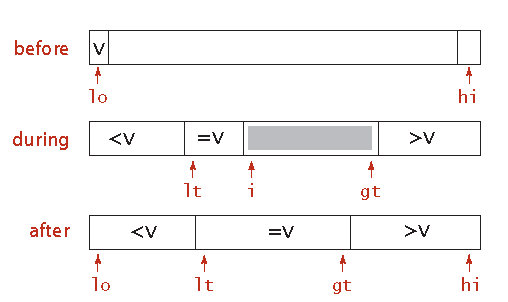 before v
lo hi
during <v =v >v
lt i gt
after <v =v >v
lo lt gt hi